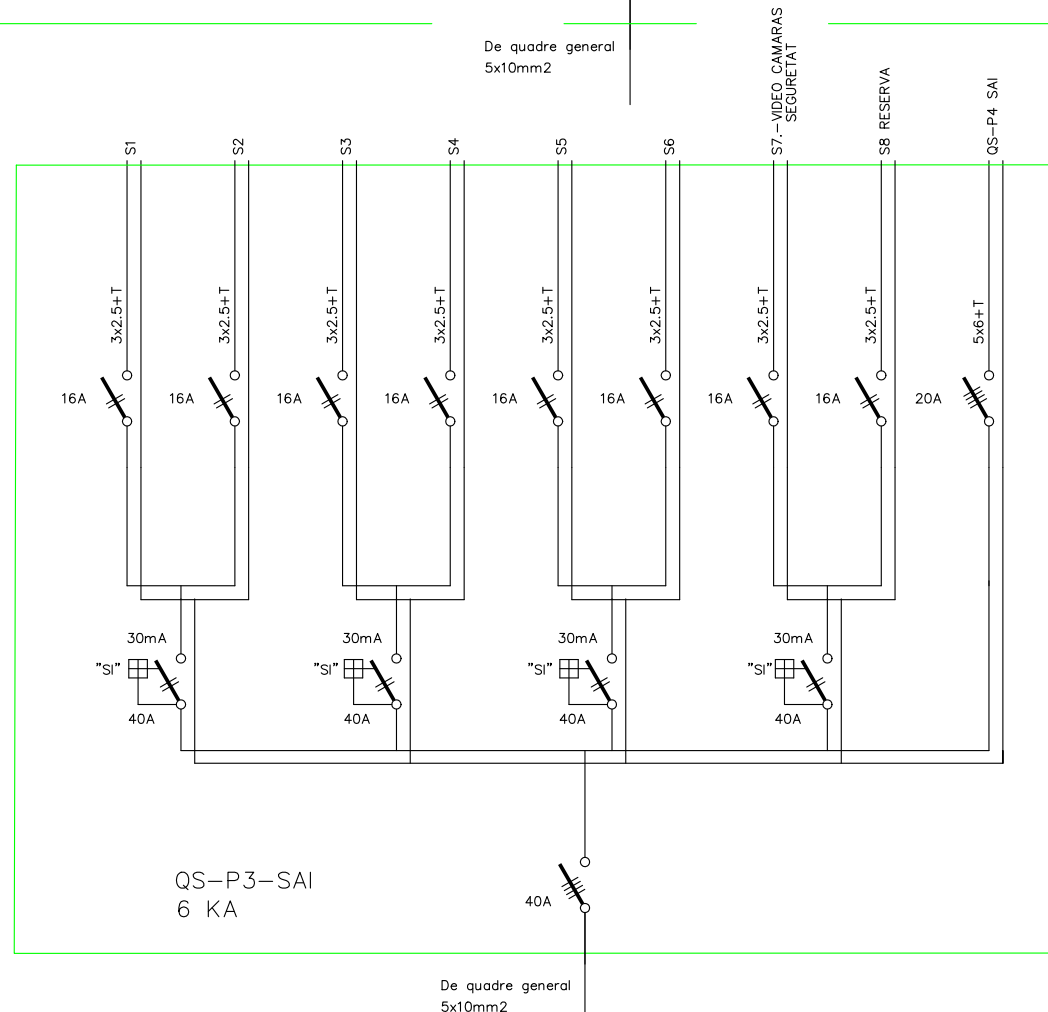 De quadre general
5x10mm2
S1
S2
S3
S4
S5
S6
S7.-VIDEO CAMARAS
SEGURETAT
S8 RESERVA
QS-P4 SAI
3x2.5+T
3x2.5+T
3x2.5+T
3x2.5+T
3x2.5+T
3x2.5+T
3x2.5+T
3x2.5+T
5x6+T
16A
16A
16A
16A
16A
16A
16A
16A
20A
30mA
30mA
30mA
30mA
"SI"
"SI"
"SI"
"SI"
40A
40A
40A
40A
QS-P3-SAI
6 KA
40A
De quadre general
5x10mm2